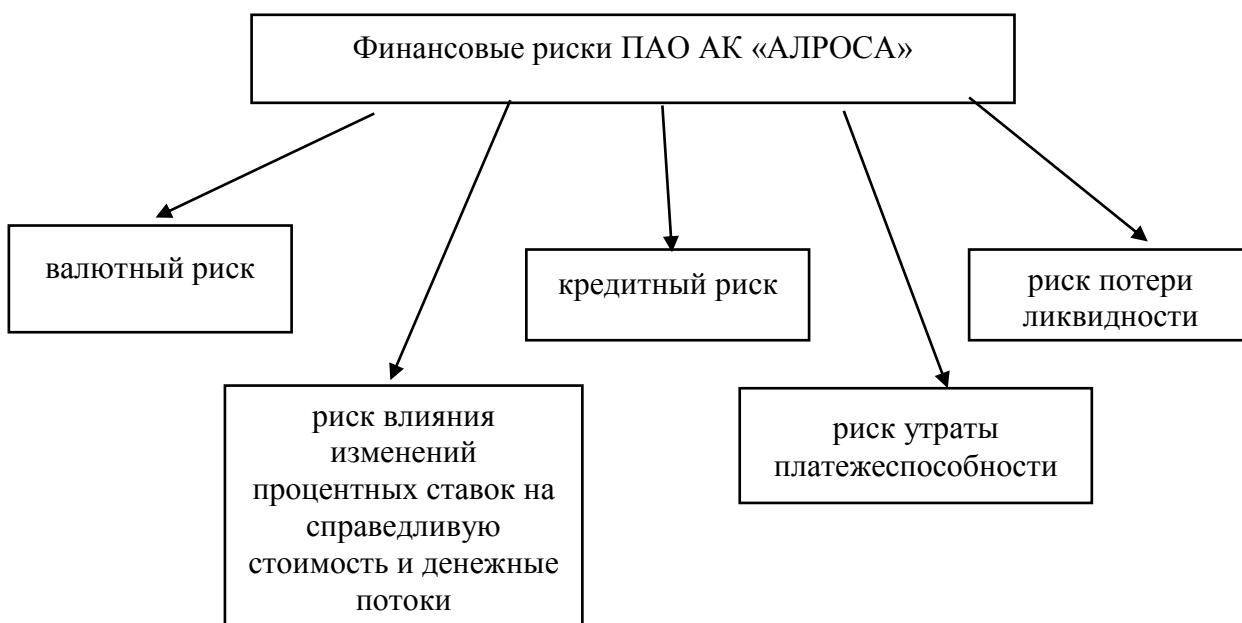 Финансовые риски ПАО АК «АЛРОСА»
валютный риск
кредитный риск
риск потери
ликвидности
риск влияния
изменений
процентных ставок на
справедливую
стоимость и денежные
потоки
риск утраты
платежеспособности